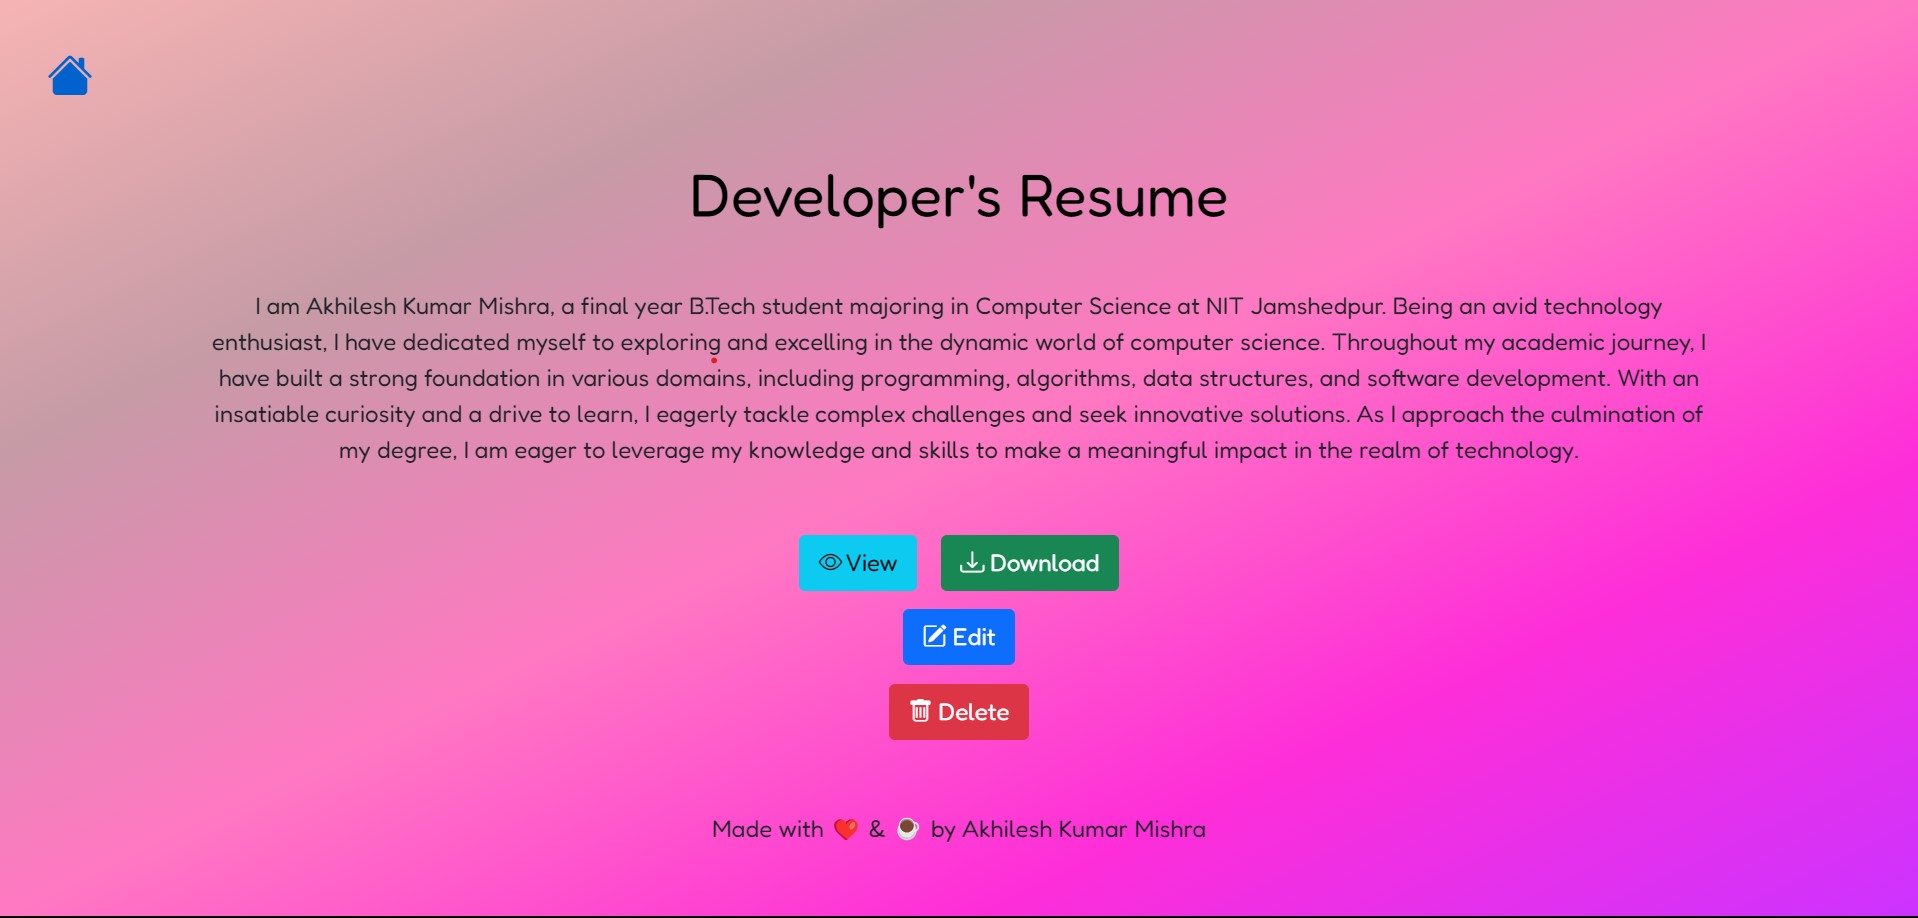 Developer's Resume
I am Akhilesh Kumar Mishra, a final year B.Tech student majoring in Computer Science at NIT Jamshedpur. Being an avid technology
enthusiast, I have dedicated myself to exploring and excelling in the dynamic world of computer science. Throughout my academic journey, I
have built a strong foundation in various domains, including programming, algorithms, data structures, and software development. With an
insatiable curiosity and a drive to learn, I eagerly tackle complex challenges and seek innovative solutions. As I approach the culmination of
my degree, I am eager to leverage my knowledge and skills to make a meaningful impact in the realm of technology.
View Download
Edit
Delete
Made with ❤️ & ☕ by Akhilesh Kumar Mishra